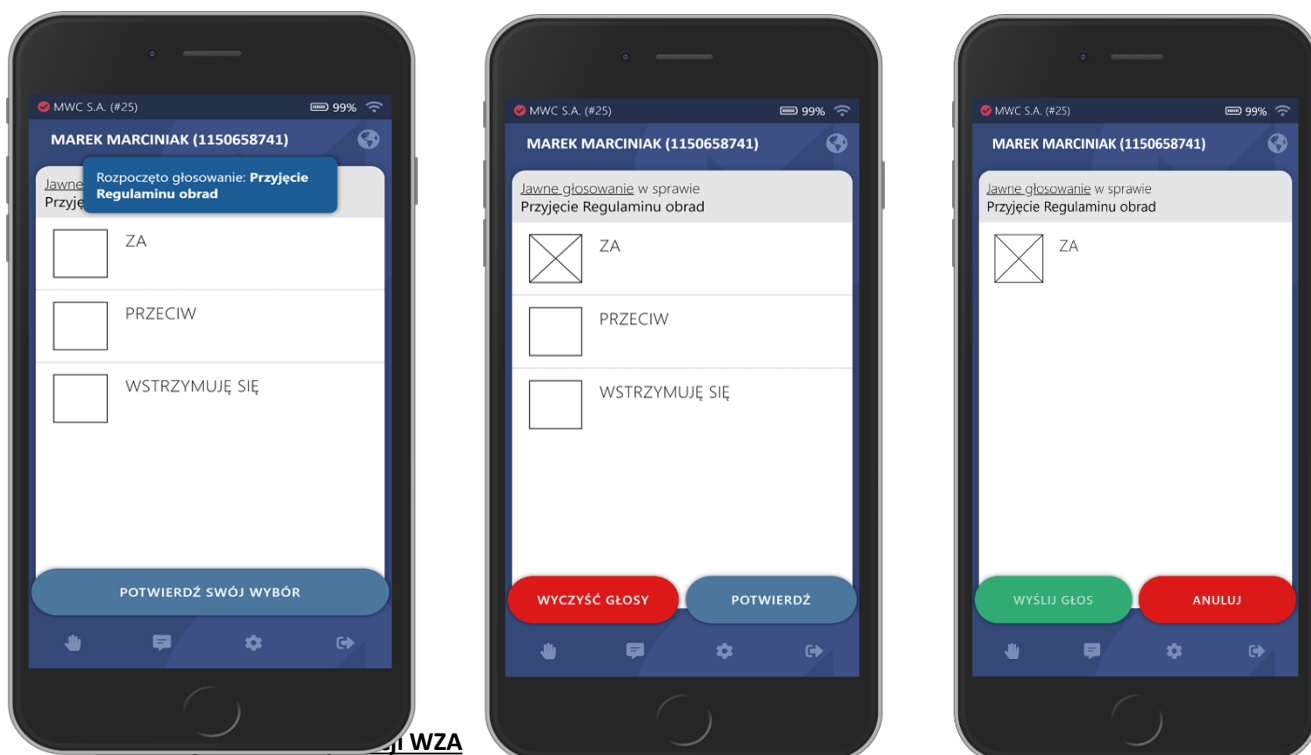 MWC S.A. (#25) 99%
MAREK MARCINIAK (1150658741)
Jawne
Rozpoczęto głosowanie: Przyjęcie
Regulaminu obrad
ZA
PRZECIW
WSTRZYMUJĘ SIĘ
POTWIERDŹ SWÓJ WYBÓR
MWC S.A. (#25) 99%
MAREK MARCINIAK (1150658741)
Jawne głosowanie w sprawie
Przyjęcie Regulaminu obrad
ZA
PRZECIW
WSTRZYMUJĘ SIĘ
WYCZYŚĆ GŁOSY POTWIERDŹ
MWC S.A. (#25) 99%
MAREK MARCINIAK (1150658741)
Jawne głosowanie w sprawie
Przyjęcie Regulaminu obrad
ZA
WYŚLIJ GŁOS ANULUJ
WZA